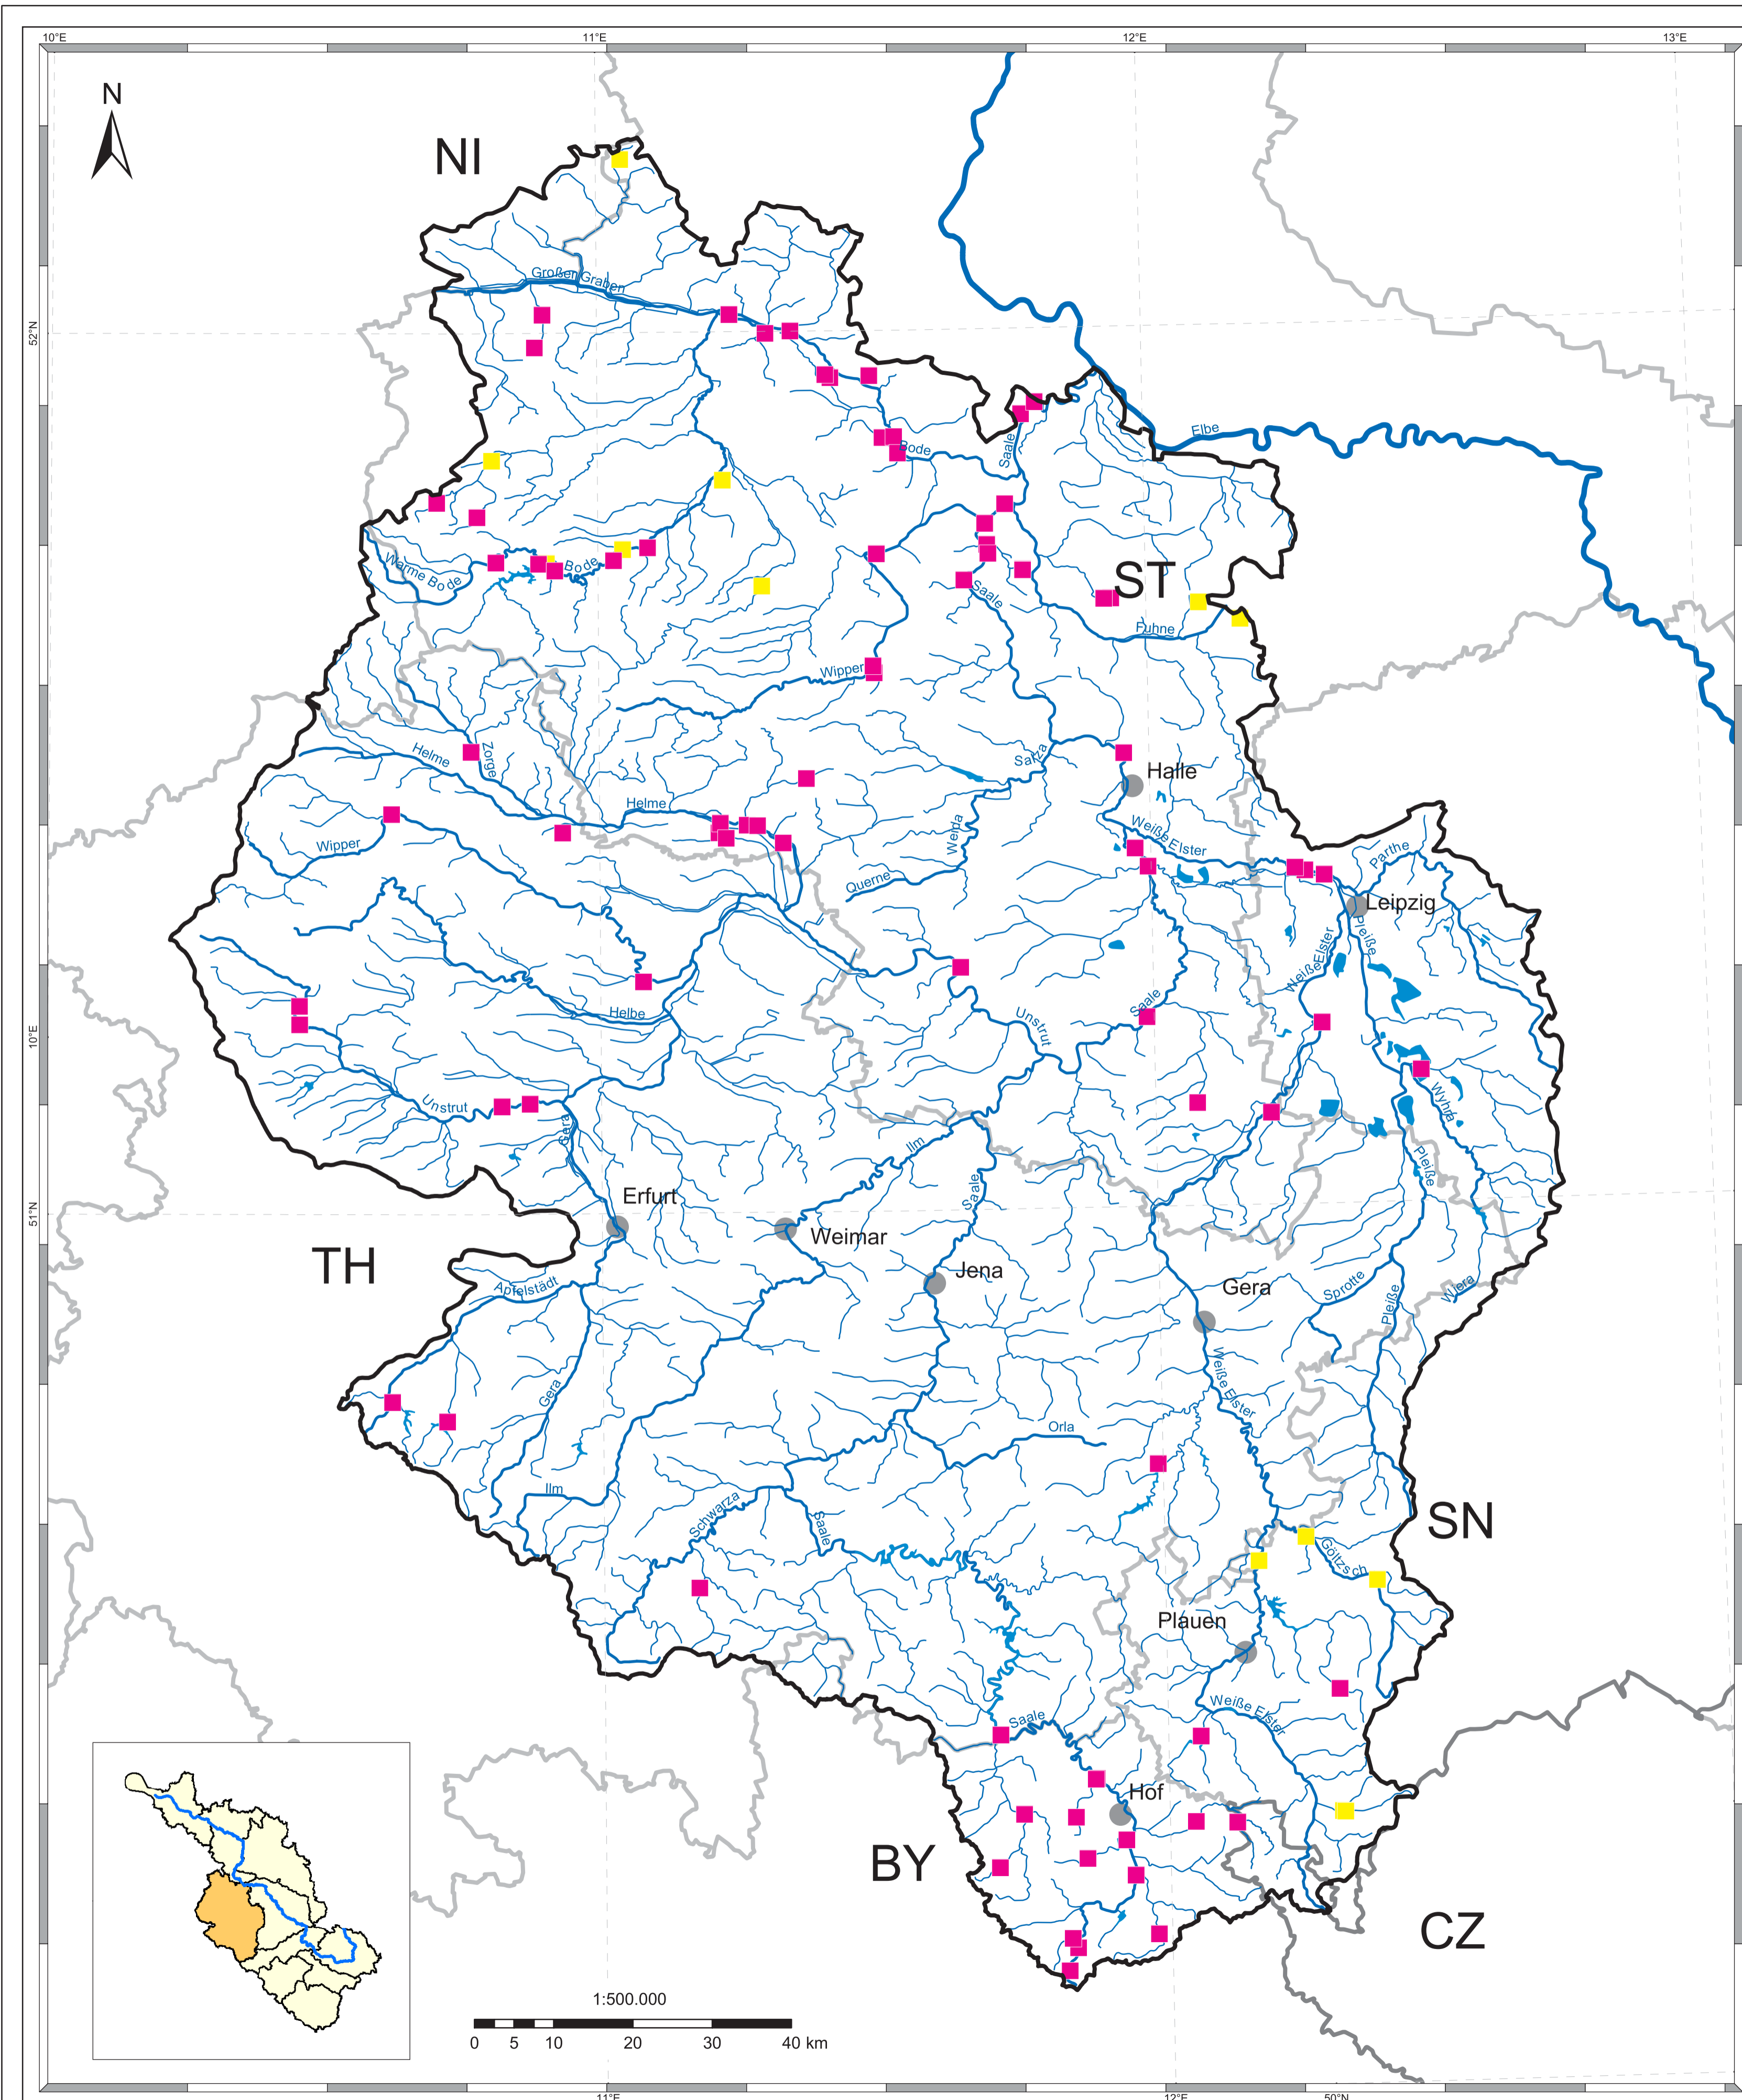 10°E
11°E
12°E
13°E
N
NI
Großer Graben
52°N
Elbe
Bode
Saale
Warme Bode
Bode
ST
Saale
Fuhne
Wipper
Helme
Zorge
Salza
Halle
Helme
Weida
Weiße Elster
Wipper
Parthe
Querne
Leipzig
Pleiße
Weiße Elster
Saale
Helbe
Unstrut
10°E
Unstrut
Wyhra
Gera
Ilm
Pleiße
Saale
Erfurt
51°N
Weimar
TH
Jena
Apfelstädt
Gera
Sprotte
Wiera
Pleiße
Weiße Elster
Gera
Orla
Ilm
Schwarza
Saale
SN
Göltzsch
Plauen
Weiße Elster
Saale
Hof
BY
CZ
1:500.000
0 5 10 20 30 40 km
11°E
12°E
50°N